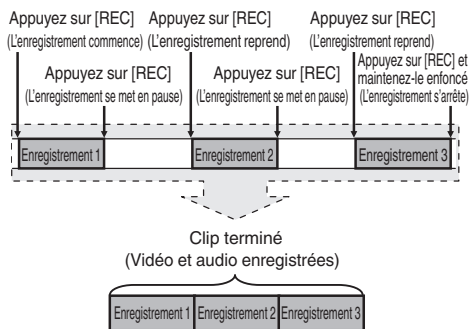 Appuyez sur [REC]
(L’enregistrement commence)
Appuyez sur [REC]
(L’enregistrement reprend)
Appuyez sur [REC]
(L’enregistrement reprend)
Appuyez sur [REC]
(L’enregistrement se met en pause)
Appuyez sur [REC]
(L’enregistrement se met en pause)
Appuyez sur [REC] et
maintenez-le enfoncé
(L’enregistrement s’arrête)
Enregistrement 1
Enregistrement 2
Enregistrement 3
Clip terminé
(Vidéo et audio enregistrées)
Enregistrement 1
Enregistrement 2
Enregistrement 3